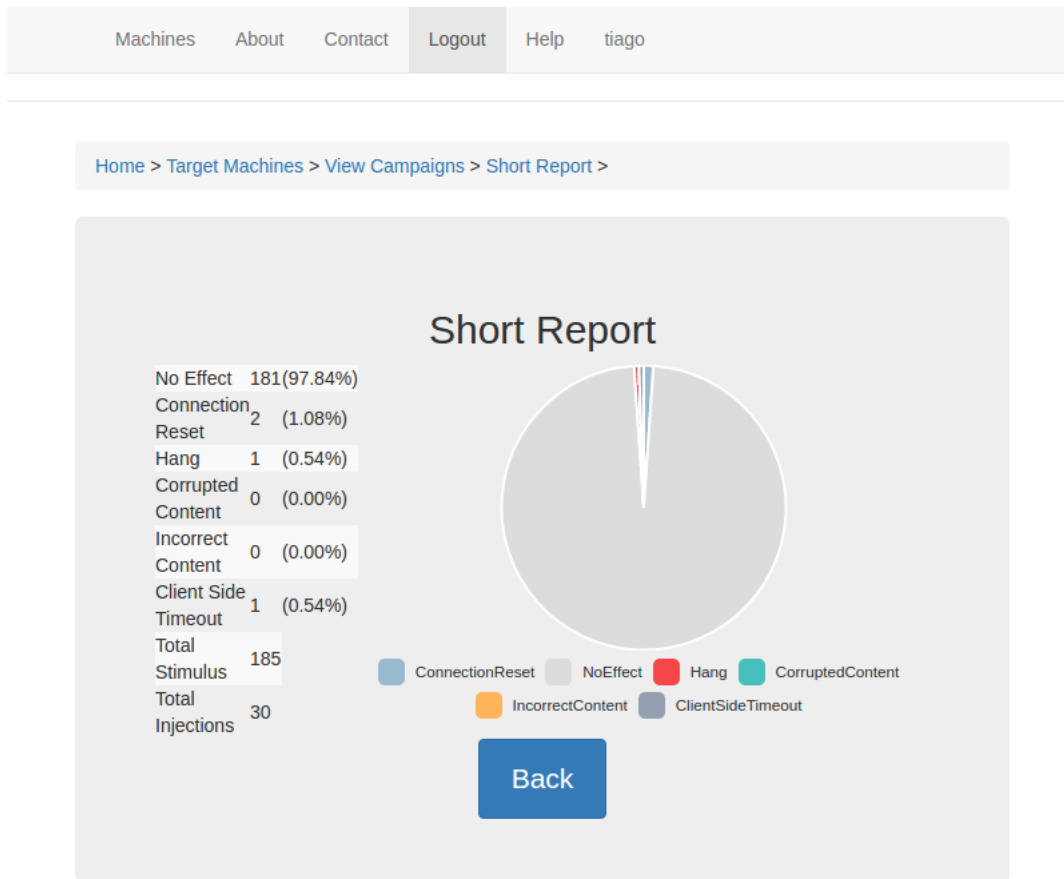 Machines About Contact Logout Help tiago
Home > Target Machines > View Campaigns > Short Report >
Short Report
No Effect 181(97.84%)
Connection
Reset 2 (1.08%)
Hang 1 (0.54%)
Corrupted
Content 0 (0.00%)
Incorrect
Content 0 (0.00%)
Client Side
Timeout 1 (0.54%)
Total
Stimulus 185
Total
Injections 30
ConnectionReset NoEffect Hang CorruptedContent
IncorrectContent ClientSideTimeout
Back